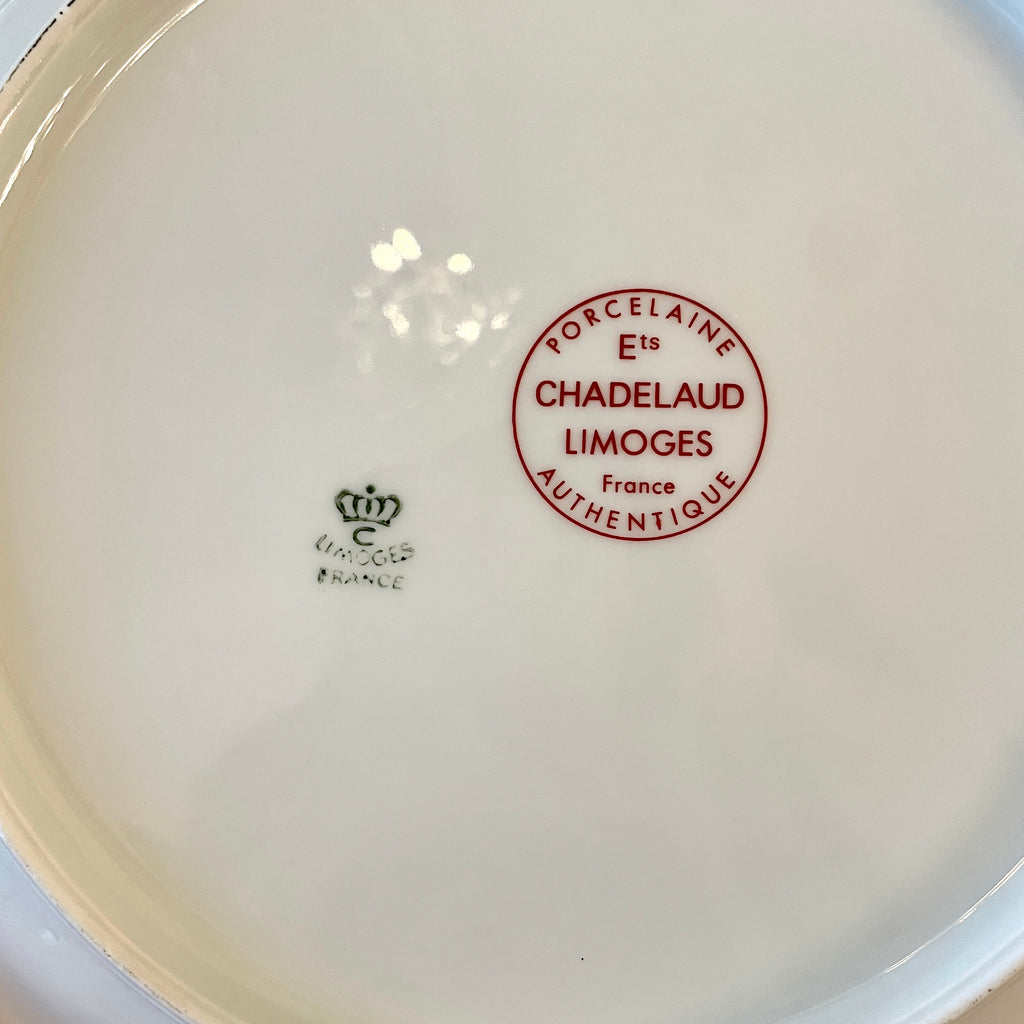 PORCELAINE
Ets
CHADELAUD
LIMOGES
France
AUTHENTIQUE
C
LIMOGES
FRANCE